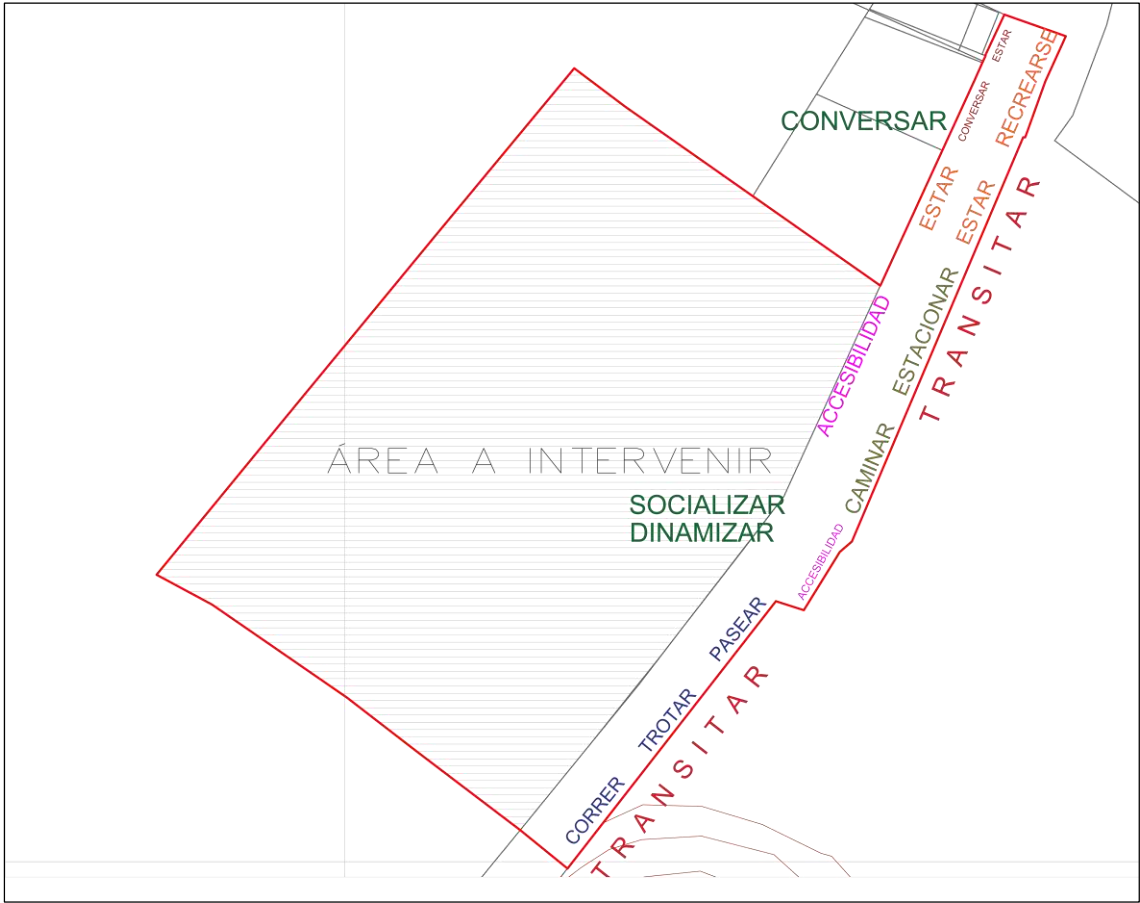 ESTAR
RECREARSE
CONVERSAR
CONVERSAR
ESTAR
ESTAR
TRANSITAR
ACCESIBILIDAD
ESTACIONAR
CAMINAR
ÁREA A INTERVENIR
SOCIALIZAR
DINAMIZAR
ACCESIBILIDAD
PASEAR
TROTAR
CORRER
TRANSITAR